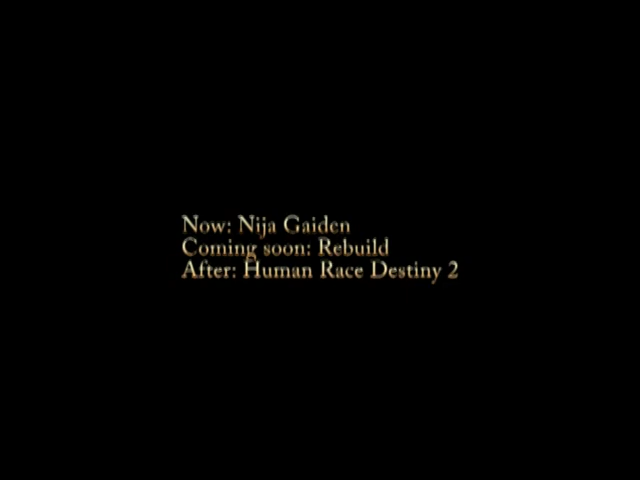 Now: Nija Gaiden
Coming soon: Rebuild
After: Human Race Destiny 2